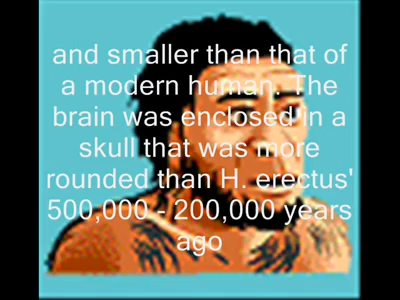 and smaller than that of
a modern human. The
brain was enclosed in a
skull that was more
rounded than H. erectus'
500,000 - 200,000 years
ago